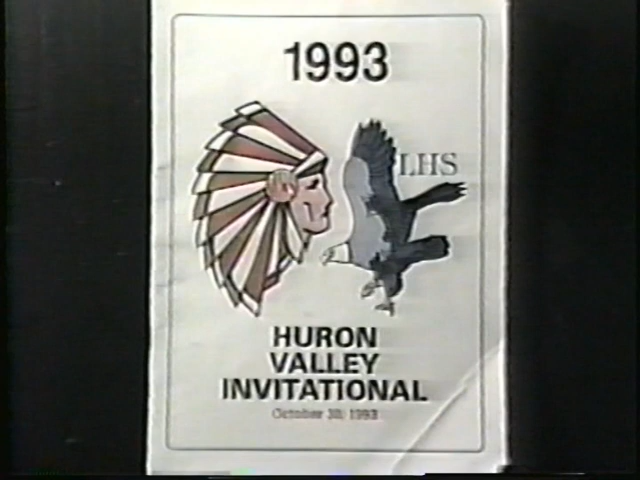 1993
LHS
HURON
VALLEY
INVITATIONAL
October 30, 1993